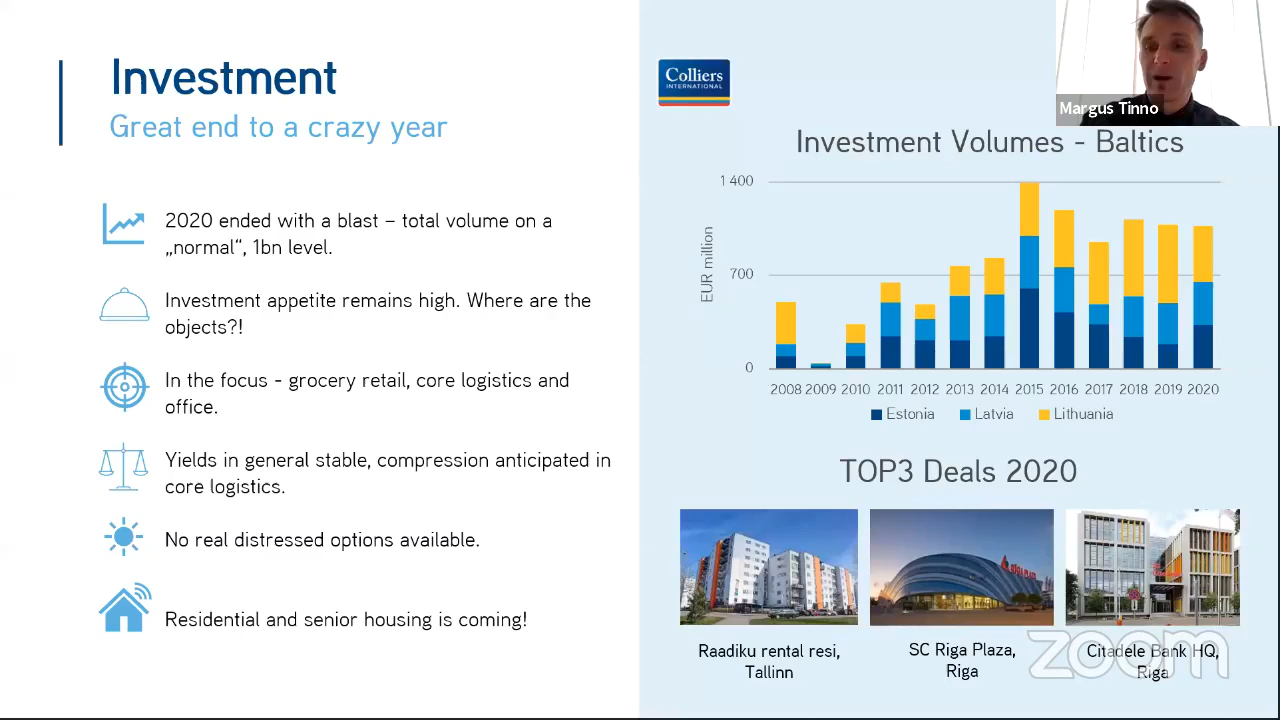 Investment
Great end to a crazy year
2020 ended with a blast – total volume on a
„normal“, 1bn level.
Investment appetite remains high. Where are the
objects?!
In the focus - grocery retail, core logistics and
office.
Yields in general stable, compression anticipated in
core logistics.
No real distressed options available.
Residential and senior housing is coming!
Colliers
INTERNATIONAL
Margus Tinno
Investment Volumes - Baltics
EUR million
1 400
700
0
2008 2009 2010 2011 2012 2013 2014 2015 2016 2017 2018 2019 2020
Estonia Latvia Lithuania
TOP3 Deals 2020
RIGA PLAZA
Raadiku rental resi,
Tallinn
SC Riga Plaza,
Riga
Citadele Bank HQ,
Riga
zoom